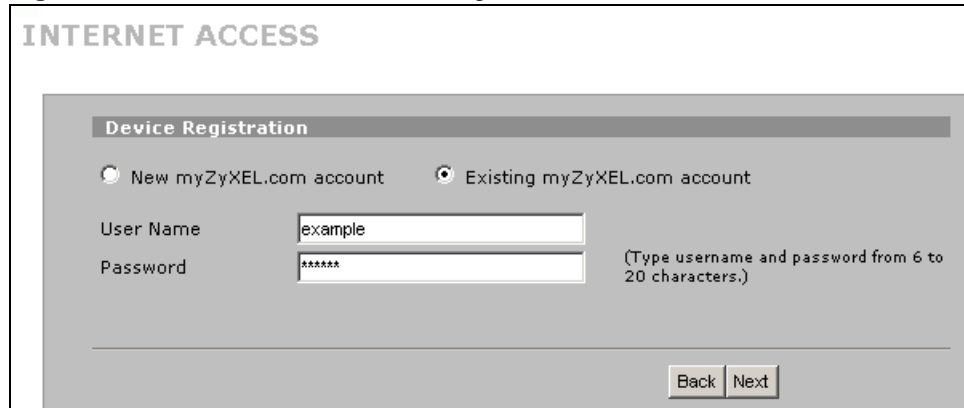 INTERNET ACCESS
Device Registration
New myZyXEL.com account
Existing myZyXEL.com account
User Name
example
Password
******
(Type username and password from 6 to
20 characters.)
Back
Next